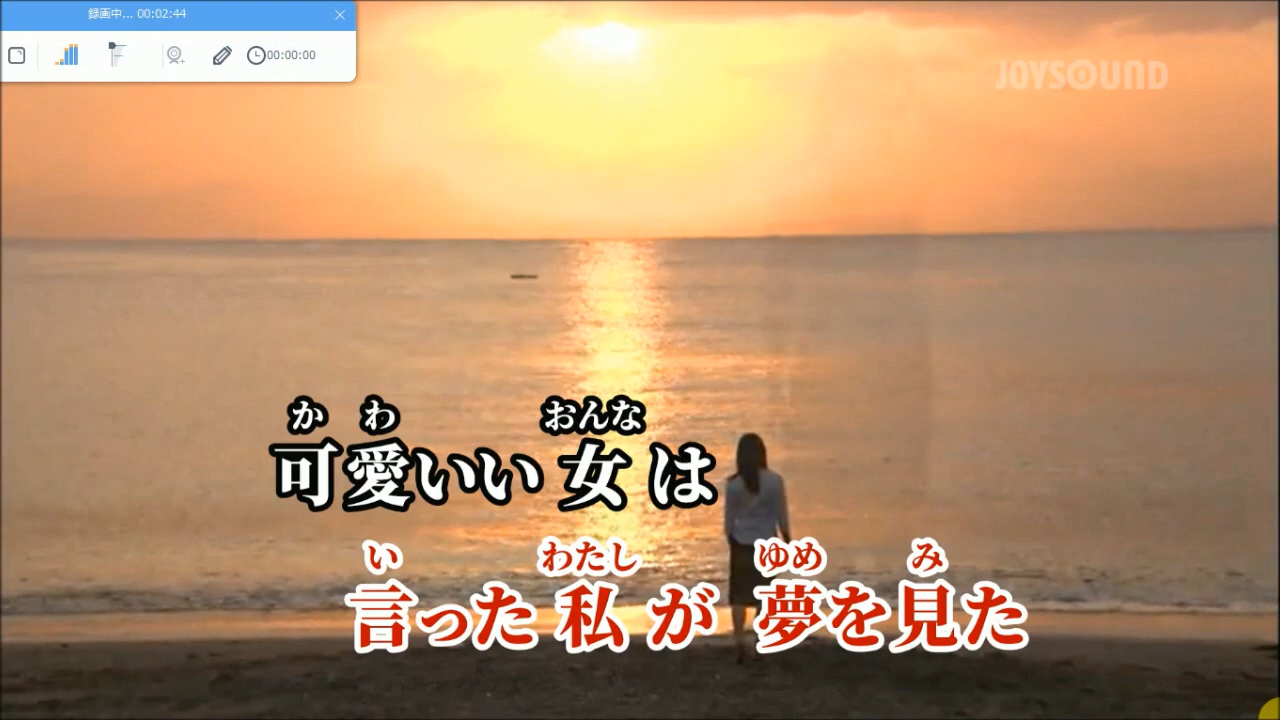 録画中... 00:02:44
00:00:00
JOYSOUND
かわ おんな
可愛いい女は
い わたし ゆめ み
言った私が 夢を見た